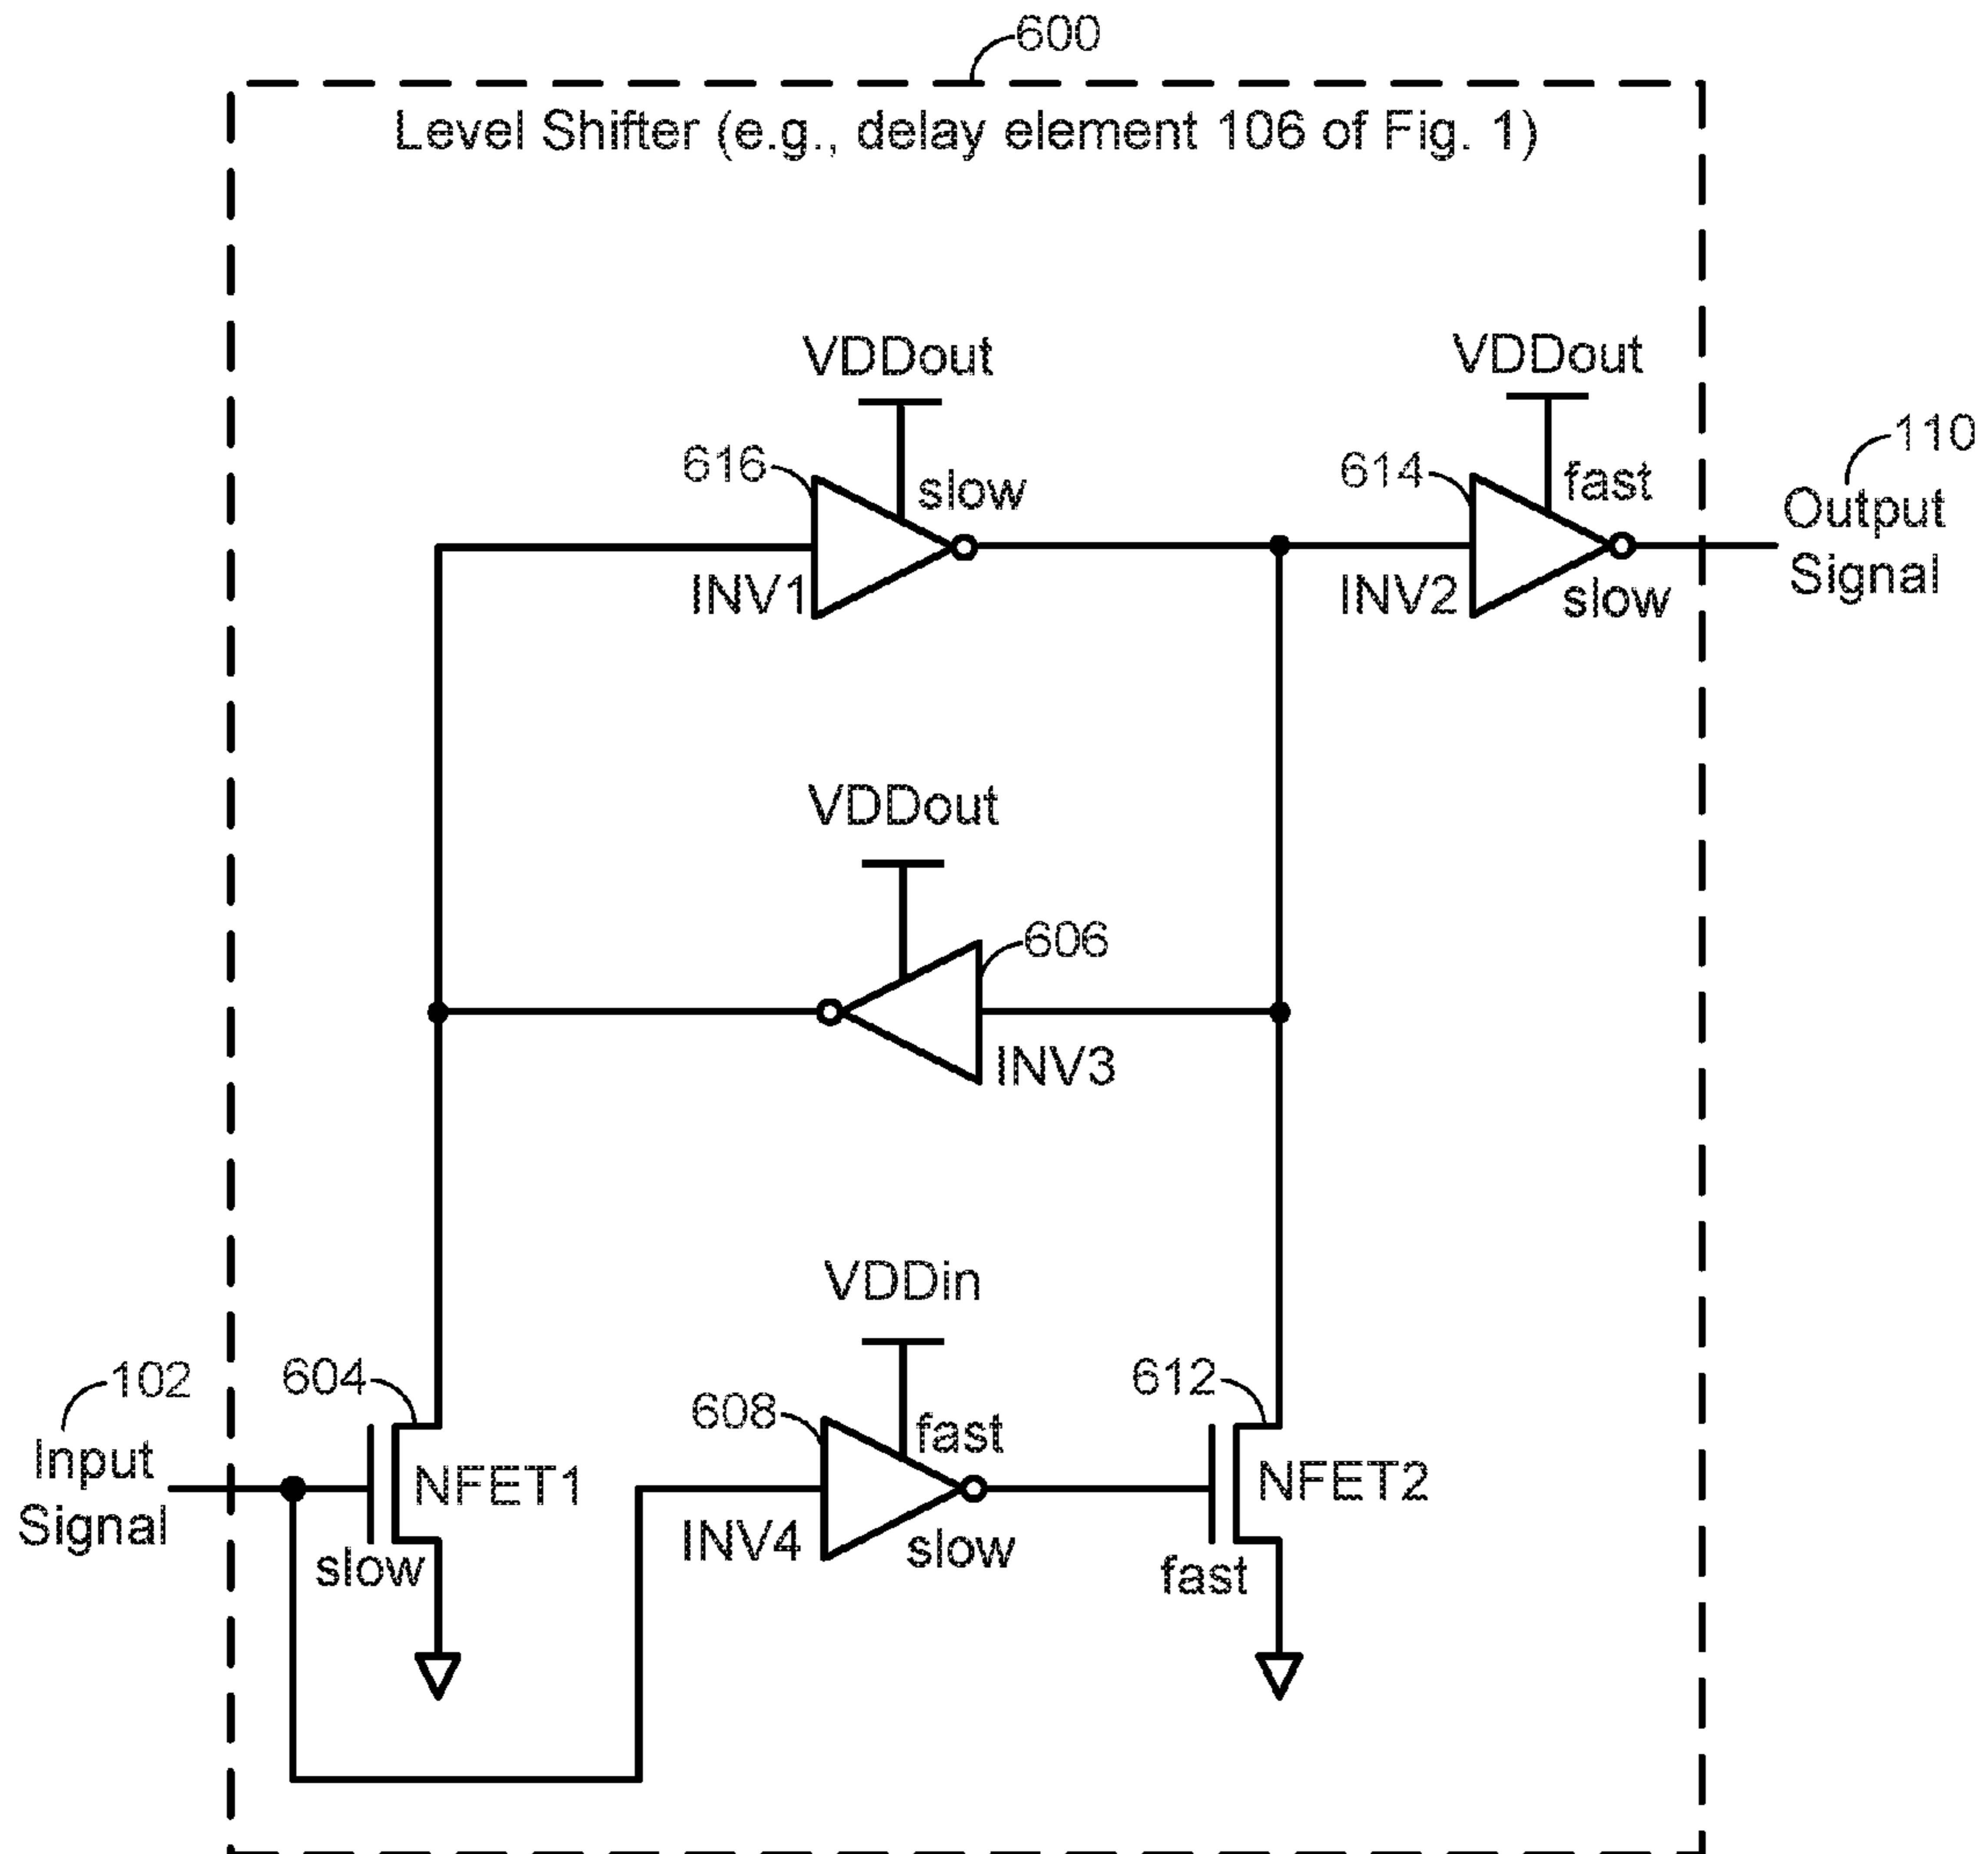 600
Level Shifter (e.g., delay element 106 of Fig. 1)
VDDout
VDDout
110
616
slow
614
fast
Output
Signal
INV1
INV2
slow
VDDout
606
INV3
VDDin
102
604
608
fast
612
Input
Signal
NFET1
NFET2
slow
INV4
slow
fast